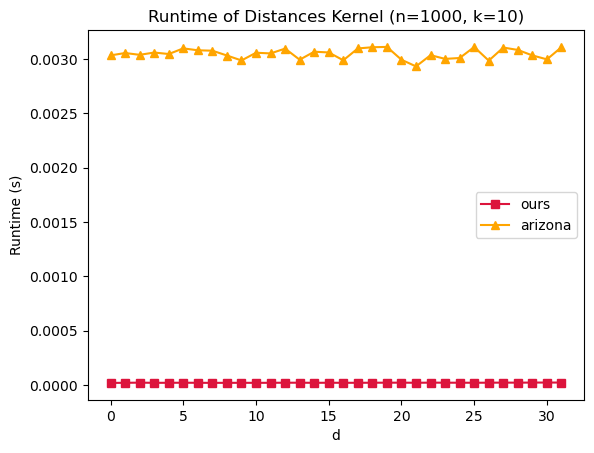 Runtime of Distances Kernel (n=1000, k=10)
0.0030
0.0025
0.0020
0.0015
0.0010
0.0005
0.0000
Runtime (s)
ours
arizona
0 5 10 15 20 25 30
d